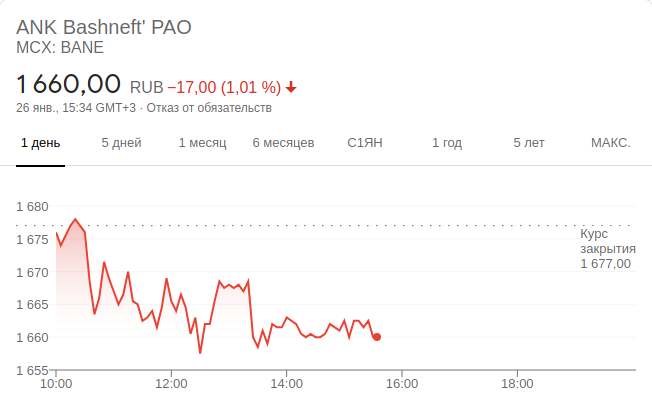 ANK Bashneft' PAO
MCX: BANE
1 660,00 RUB −17,00 (1,01 %)
26 янв., 15:34 GMT+3 · Отказ от обязательств
1 день 5 дней 1 месяц 6 месяцев С1ЯН 1 год 5 лет МАКС.
1 680
1 675
1 670
1 665
1 660
1 655
Курс
закрытия
1 677,00
10:00 12:00 14:00 16:00 18:00